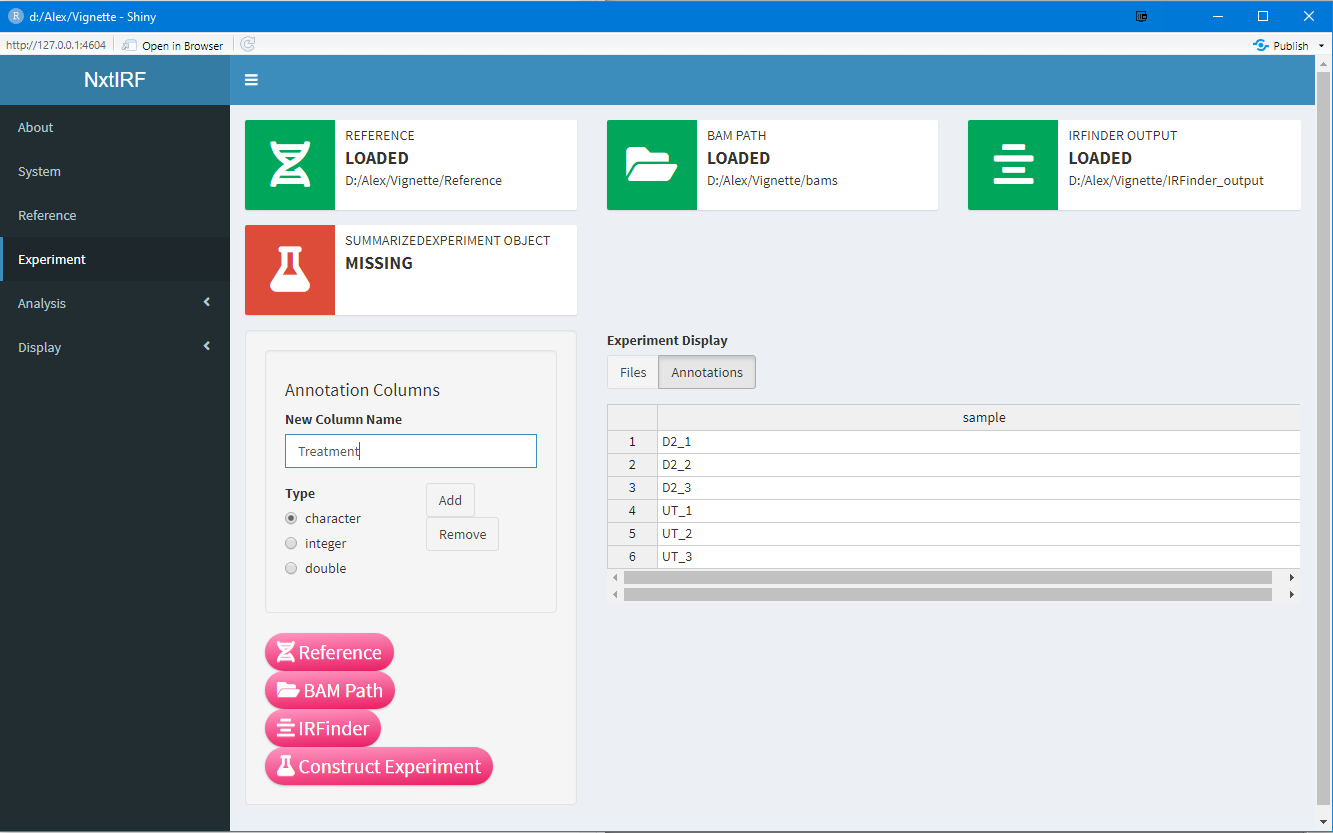 R d:/Alex/Vignette - Shiny
http://127.0.0.1:4604 Open in Browser Publish
NxtIRF
About
System
Reference
Experiment
Analysis
Display
REFERENCE
LOADED
D:/Alex/Vignette/Reference
BAM PATH
LOADED
D:/Alex/Vignette/bams
IRFINDER OUTPUT
LOADED
D:/Alex/Vignette/IRFinder_output
SUMMARIZEDEXPERIMENT OBJECT
MISSING
Annotation Columns
New Column Name
Treatment
Type
character
integer
double
Add
Remove
Reference
BAM Path
IRFinder
Construct Experiment
Experiment Display
Files Annotations
sample
1 D2_1
2 D2_2
3 D2_3
4 UT_1
5 UT_2
6 UT_3